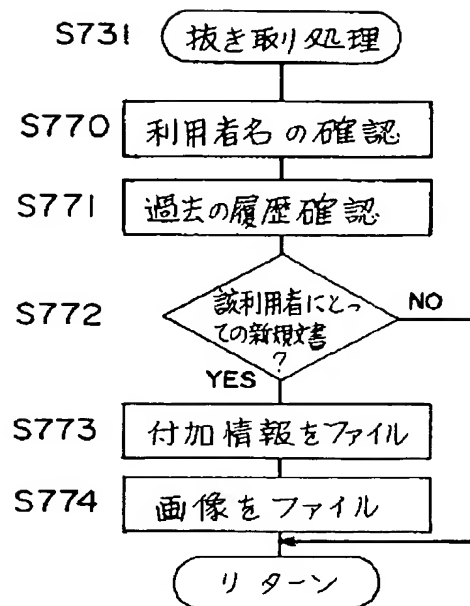 S731 抜き取り処理
S770 利用者名の確認
S771 過去の履歴確認
S772 該利用者にとっ
ての新規文書
?
NO
YES
S773 付加情報をファイル
S774 画像をファイル
リターン